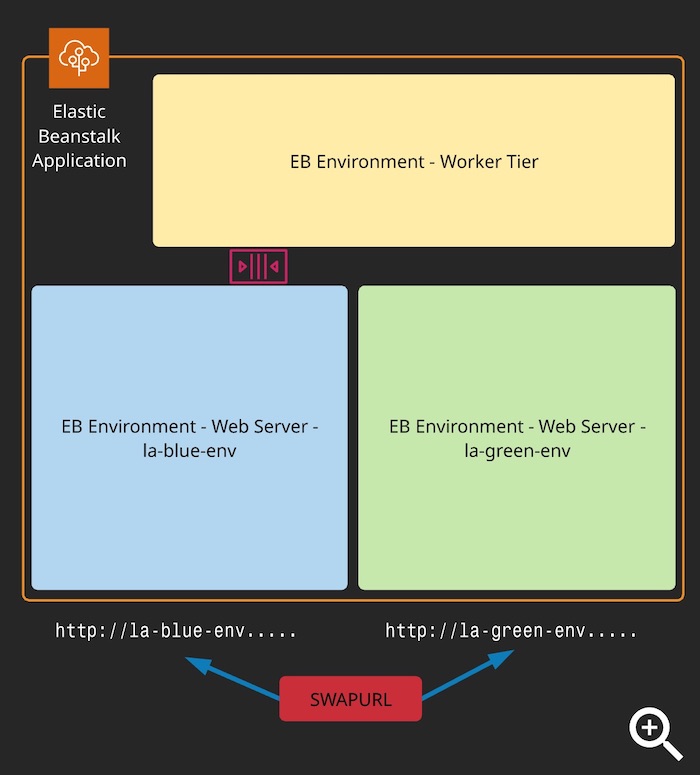 Elastic
Beanstalk
Application
EB Environment - Worker Tier
EB Environment - Web Server -
la-blue-env
EB Environment - Web Server -
la-green-env
http://la-blue-env.....
http://la-green-env.....
SWAPURL